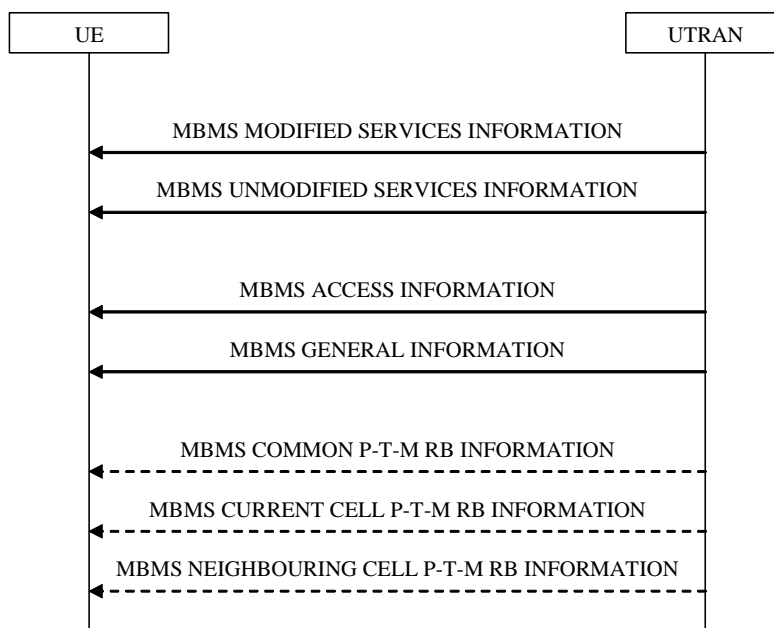 UE
UTRAN
MBMS MODIFIED SERVICES INFORMATION
MBMS UNMODIFIED SERVICES INFORMATION
MBMS ACCESS INFORMATION
MBMS GENERAL INFORMATION
MBMS COMMON P-T-M RB INFORMATION
MBMS CURRENT CELL P-T-M RB INFORMATION
MBMS NEIGHBOURING CELL P-T-M RB INFORMATION